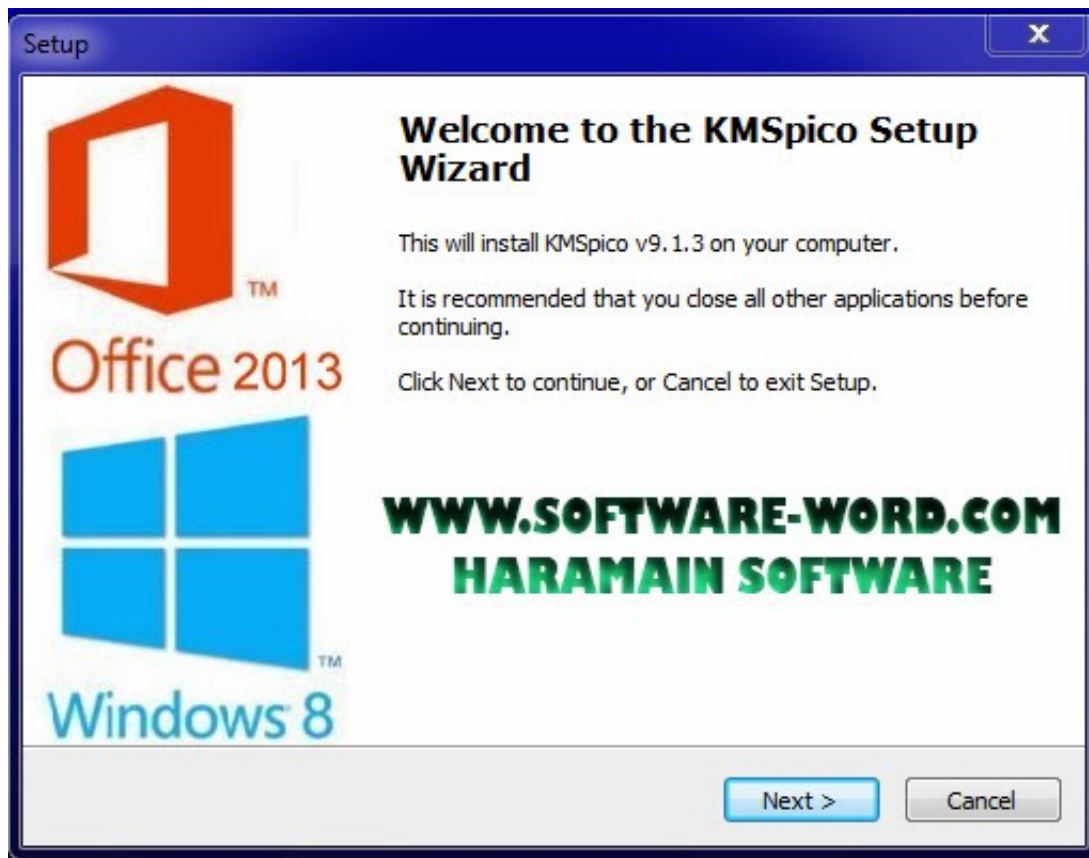 Setup
X
Office 2013
TM
Windows 8
TM
Welcome to the KMSpico Setup
Wizard
This will install KMSpico v9.1.3 on your computer.
It is recommended that you close all other applications before
continuing.
Click Next to continue, or Cancel to exit Setup.
WWW.SOFTWARE-WORD.COM
HARAMAIN SOFTWARE
Next >
Cancel